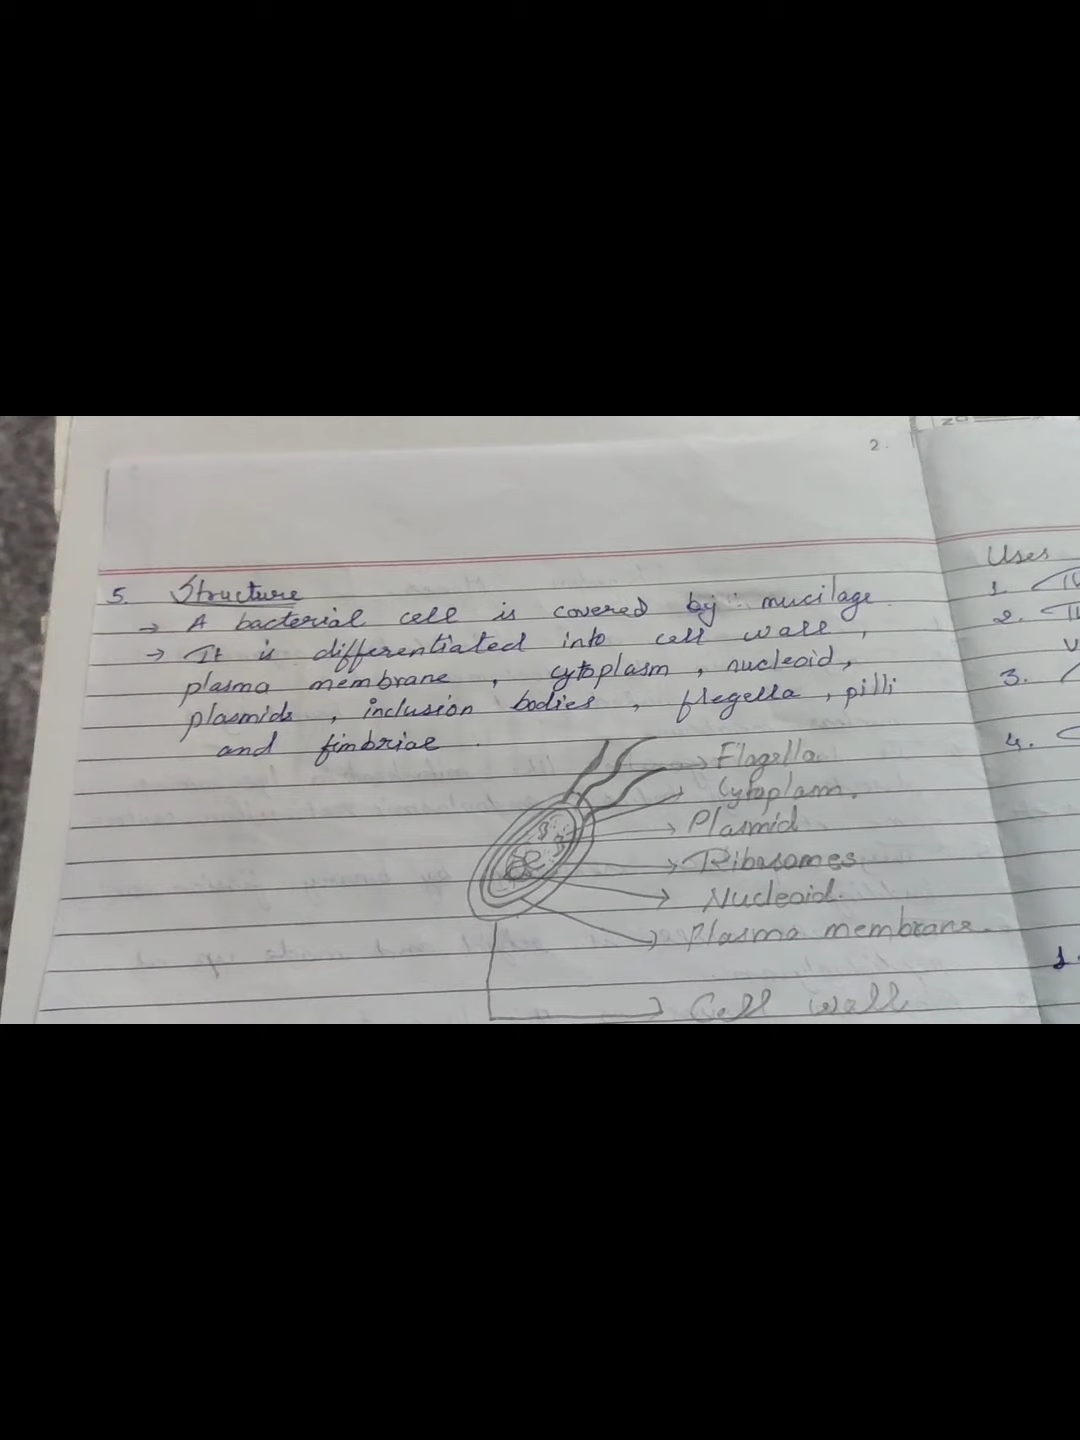 2.
5. Structure
→ A bacterial cell is covered by mucilage
→ It is differentiated into cell wall,
plasma membrane, cytoplasm, nucleoid,
plasmids, inclusion bodies, flegella, pilli
and fimbriae.
→ Flagella
Cytoplasm.
→ Plasmid
→ Ribosomes
→ Nucleoid.
→ Plasma membrane.
→ Cell wall
Uses
1.
2.
3.
4.
1.